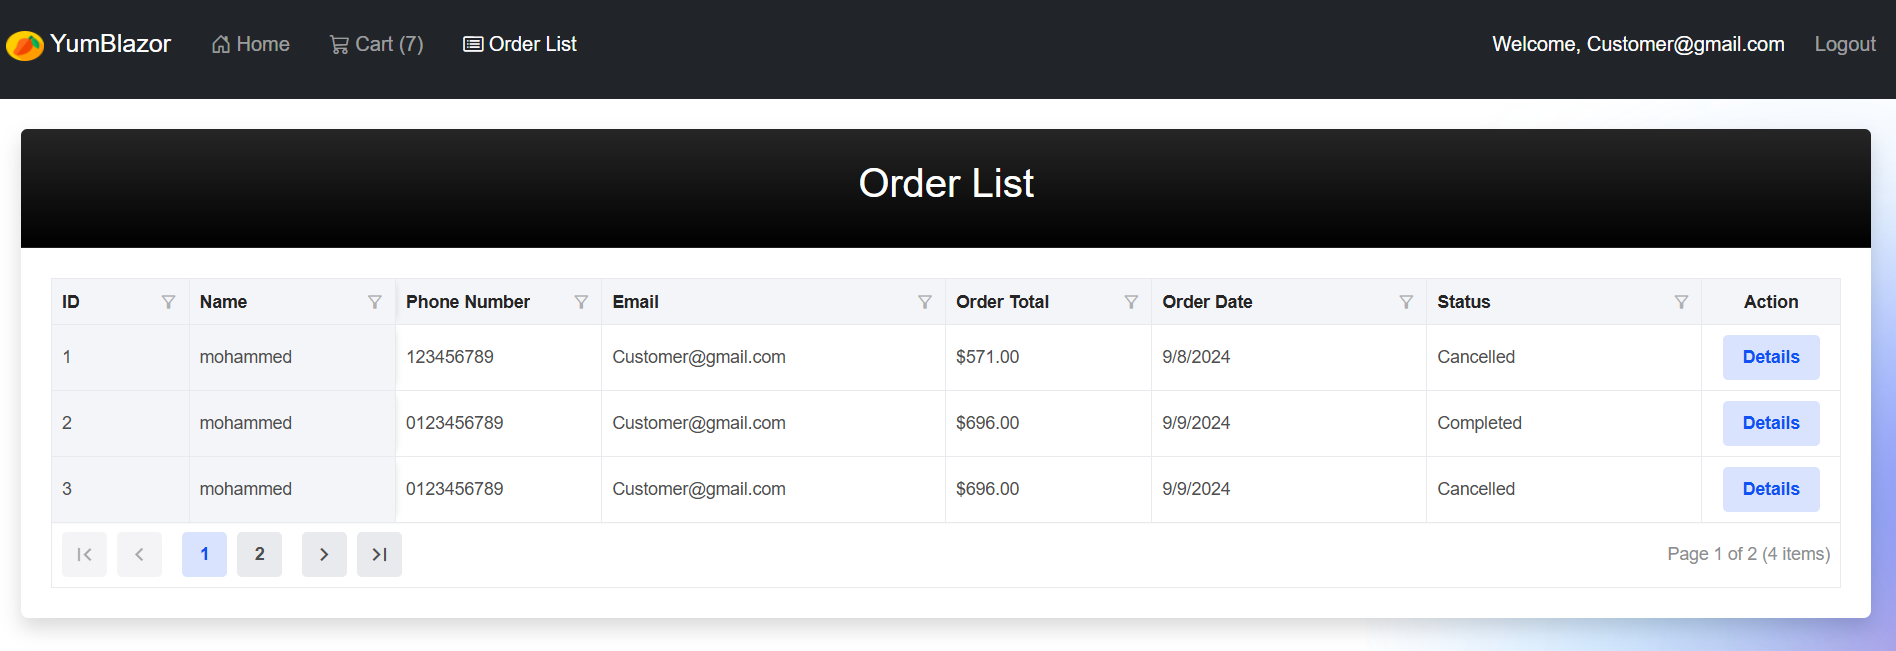 YumBlazor Home Cart (7) Order List Welcome, Customer@gmail.com Logout
Order List
ID Name Phone Number Email Order Total Order Date Status Action
1 mohammed 123456789 Customer@gmail.com $571.00 9/8/2024 Cancelled Details
2 mohammed 0123456789 Customer@gmail.com $696.00 9/9/2024 Completed Details
3 mohammed 0123456789 Customer@gmail.com $696.00 9/9/2024 Cancelled Details
1 2 Page 1 of 2 (4 items)